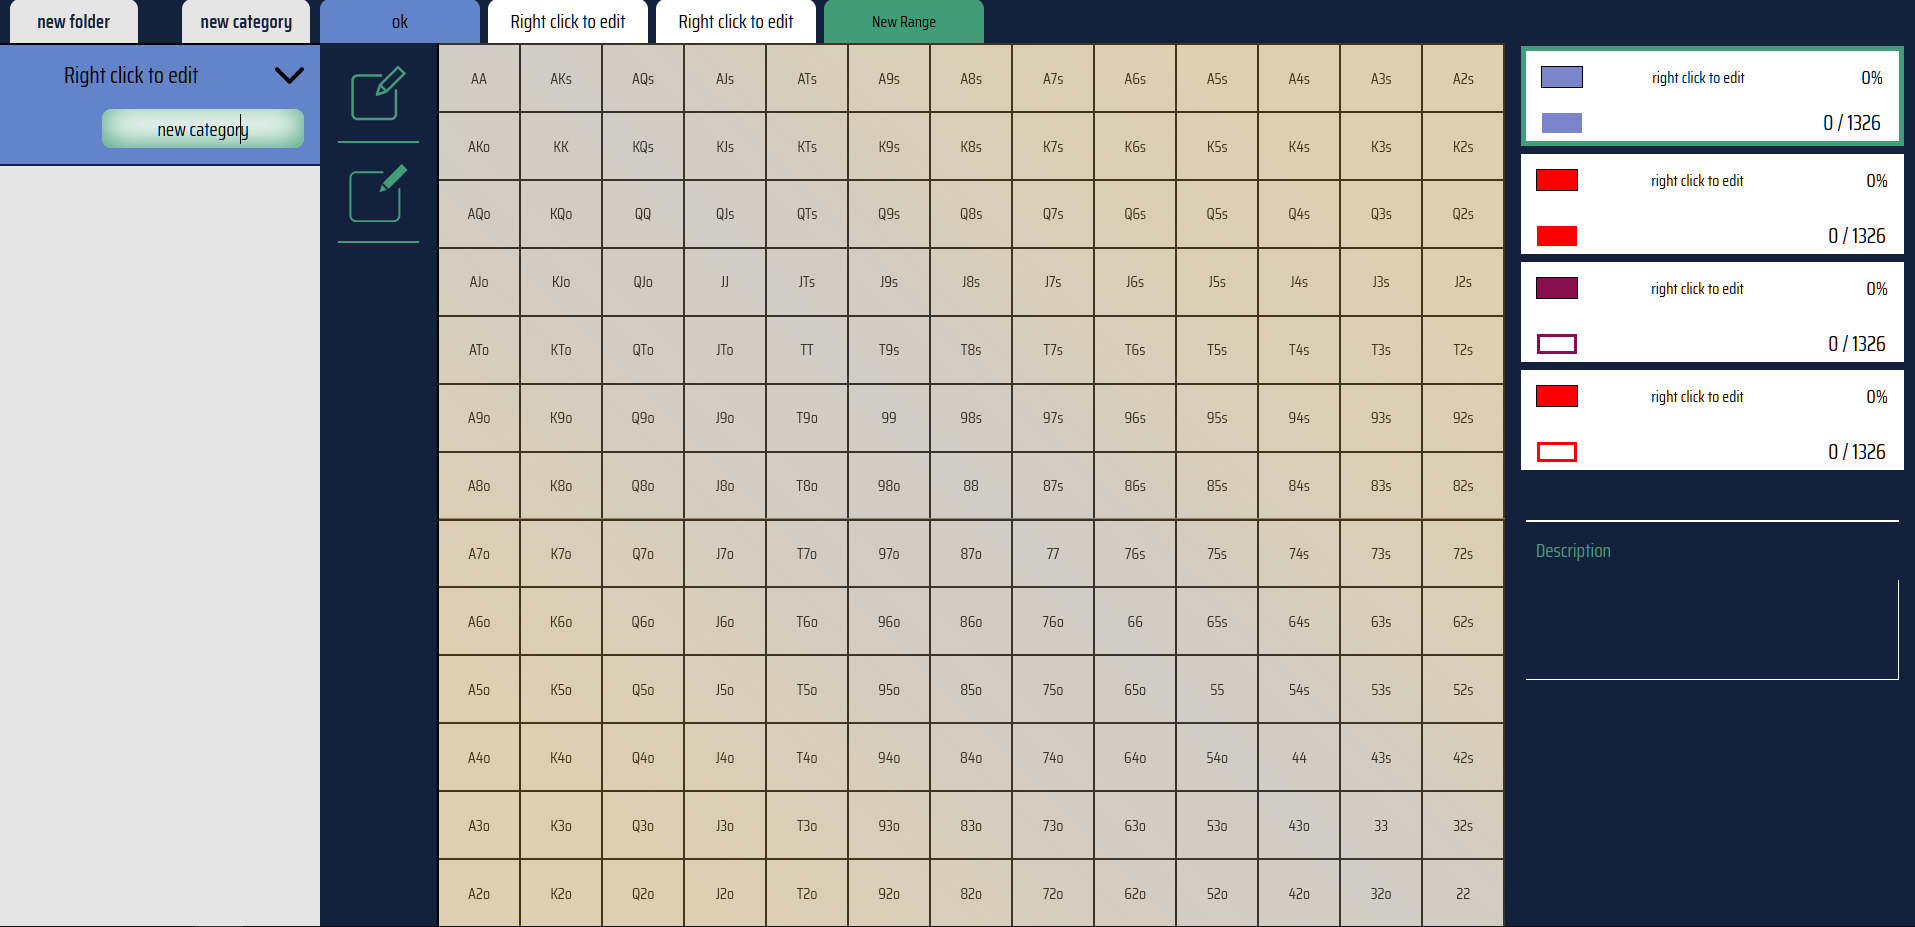 new folder new category ok Right click to edit Right click to edit New Range
Right click to edit
new category
AA AKs AQs AJs ATs A9s A8s A7s A6s A5s A4s A3s A2s
AKo KK KQs KJs KTs K9s K8s K7s K6s K5s K4s K3s K2s
AQo KQo QQ QJs QTs Q9s Q8s Q7s Q6s Q5s Q4s Q3s Q2s
AJo KJo QJo JJ JTs J9s J8s J7s J6s J5s J4s J3s J2s
ATo KTo QTo JTo TT T9s T8s T7s T6s T5s T4s T3s T2s
A9o K9o Q9o J9o T9o 99 98s 97s 96s 95s 94s 93s 92s
A8o K8o Q8o J8o T8o 98o 88 87s 86s 85s 84s 83s 82s
A7o K7o Q7o J7o T7o 97o 87o 77 76s 75s 74s 73s 72s
A6o K6o Q6o J6o T6o 96o 86o 76o 66 65s 64s 63s 62s
A5o K5o Q5o J5o T5o 95o 85o 75o 65o 55 54s 53s 52s
A4o K4o Q4o J4o T4o 94o 84o 74o 64o 54o 44 43s 42s
A3o K3o Q3o J3o T3o 93o 83o 73o 63o 53o 43o 33 32s
A2o K2o Q2o J2o T2o 92o 82o 72o 62o 52o 42o 32o 22
right click to edit 0%
0 / 1326
right click to edit 0%
0 / 1326
right click to edit 0%
0 / 1326
right click to edit 0%
0 / 1326
Description